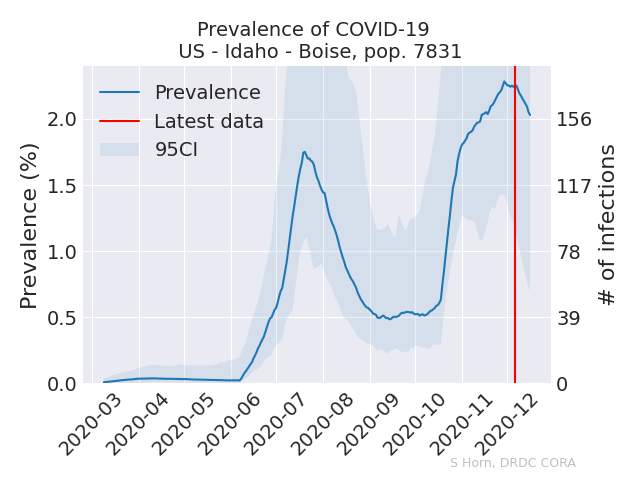 Prevalence of COVID-19
US - Idaho - Boise, pop. 7831
Prevalence
Latest data
95CI
Prevalence (%)
2.0
1.5
1.0
0.5
0.0
156
117
78
39
0
# of infections
2020-03
2020-04
2020-05
2020-06
2020-07
2020-08
2020-09
2020-10
2020-11
2020-12
S Horn, DRDC CORA